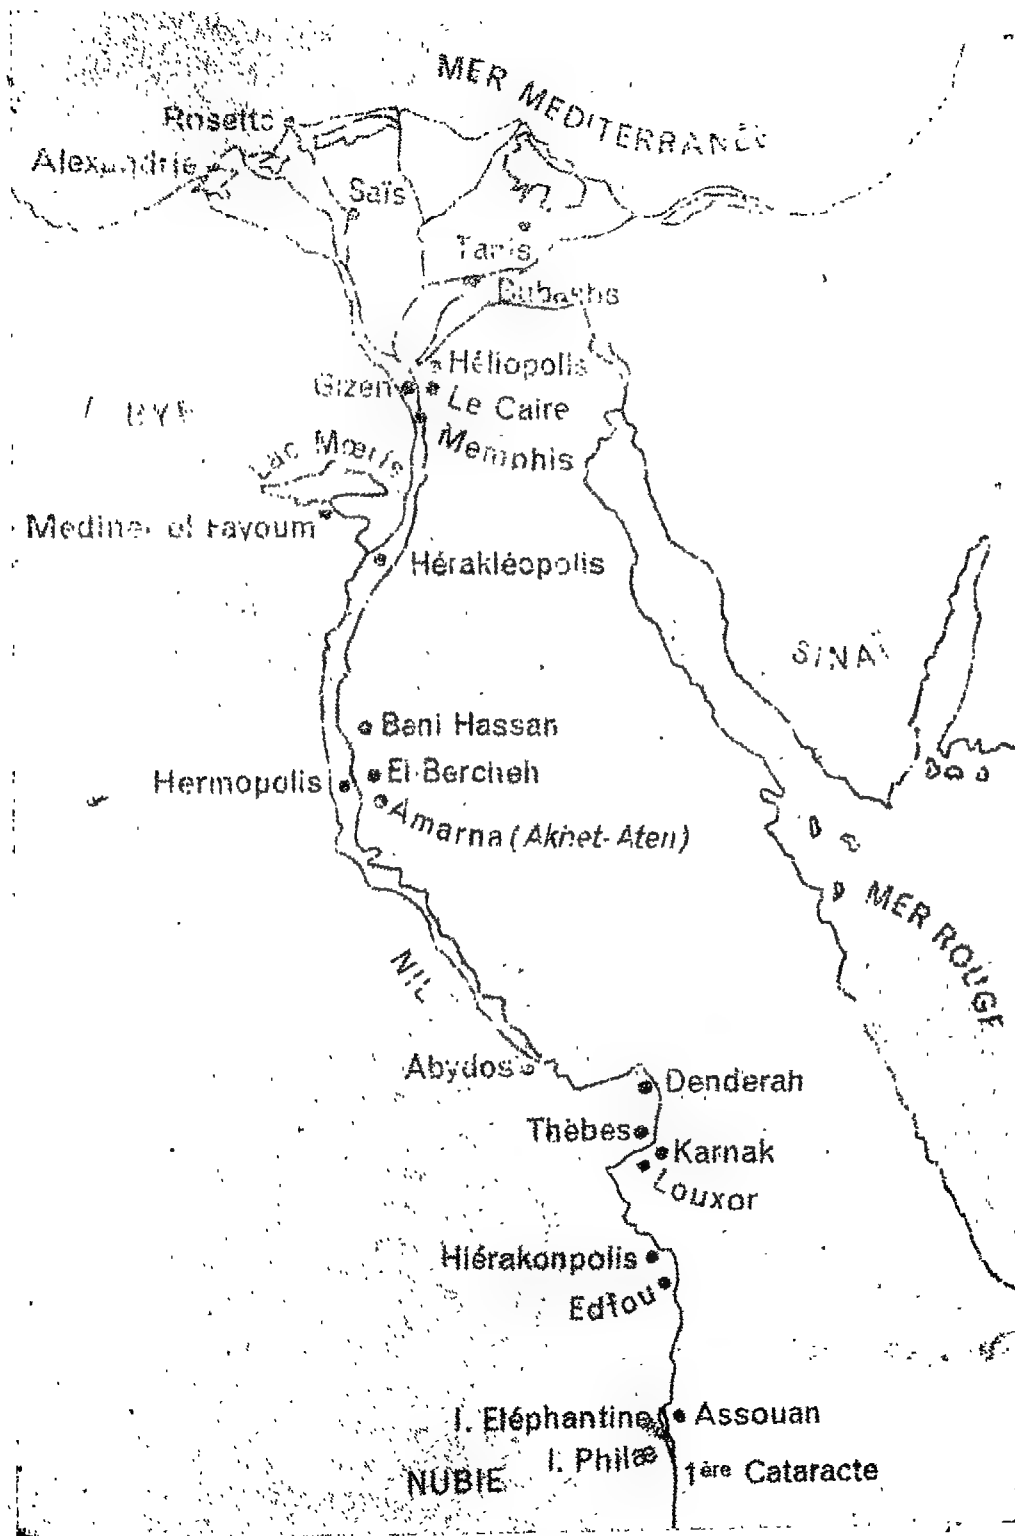 MER MEDITERRANÉE
Rosette
Alexandrie
Saïs
Tanis
Bubastis
Héliopolis
Gizeh
Le Caire
Memphis
Lac Mœris
Medinet el Fayoum
Hérakléopolis
SINAÏ
Beni Hassan
El Bercheh
Hermopolis
Amarna (Akhet-Aten)
MER ROUGE
NIL
Abydos
Denderah
Thèbes
Karnak
Louxor
Hiérakonpolis
Edfou
I. Eléphantine
Assouan
I. Philæ
1ère Cataracte
NUBIE